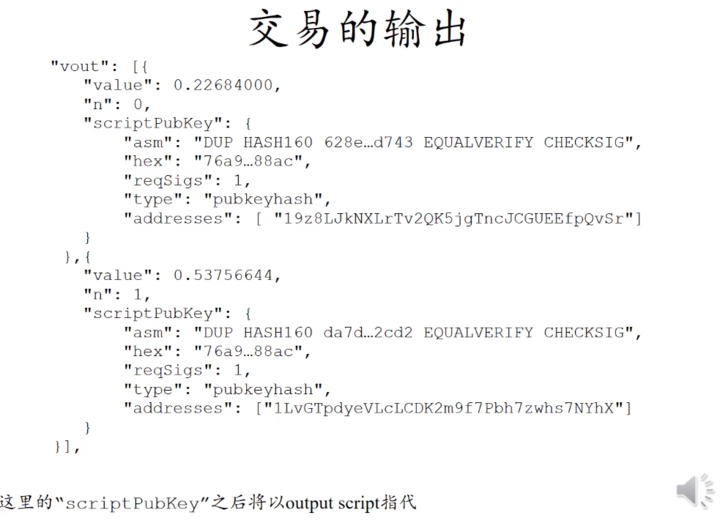 交易的输出
"vout": [{
"value": 0.22684000,
"n": 0,
"scriptPubKey": {
"asm": "DUP HASH160 628e…d743 EQUALVERIFY CHECKSIG",
"hex": "76a9…88ac",
"reqSigs": 1,
"type": "pubkeyhash",
"addresses": [ "19z8LJkNXLrTv2QK5jgTncJCGUEEfpQvSr"]
}
},{
"value": 0.53756644,
"n": 1,
"scriptPubKey": {
"asm": "DUP HASH160 da7d…2cd2 EQUALVERIFY CHECKSIG",
"hex": "76a9…88ac",
"reqSigs": 1,
"type": "pubkeyhash",
"addresses": ["1LvGTpdyeVLcLCDK2m9f7Pbh7zwhs7NYhX"]
}
}],
这里的“scriptPubKey”之后将以output script指代